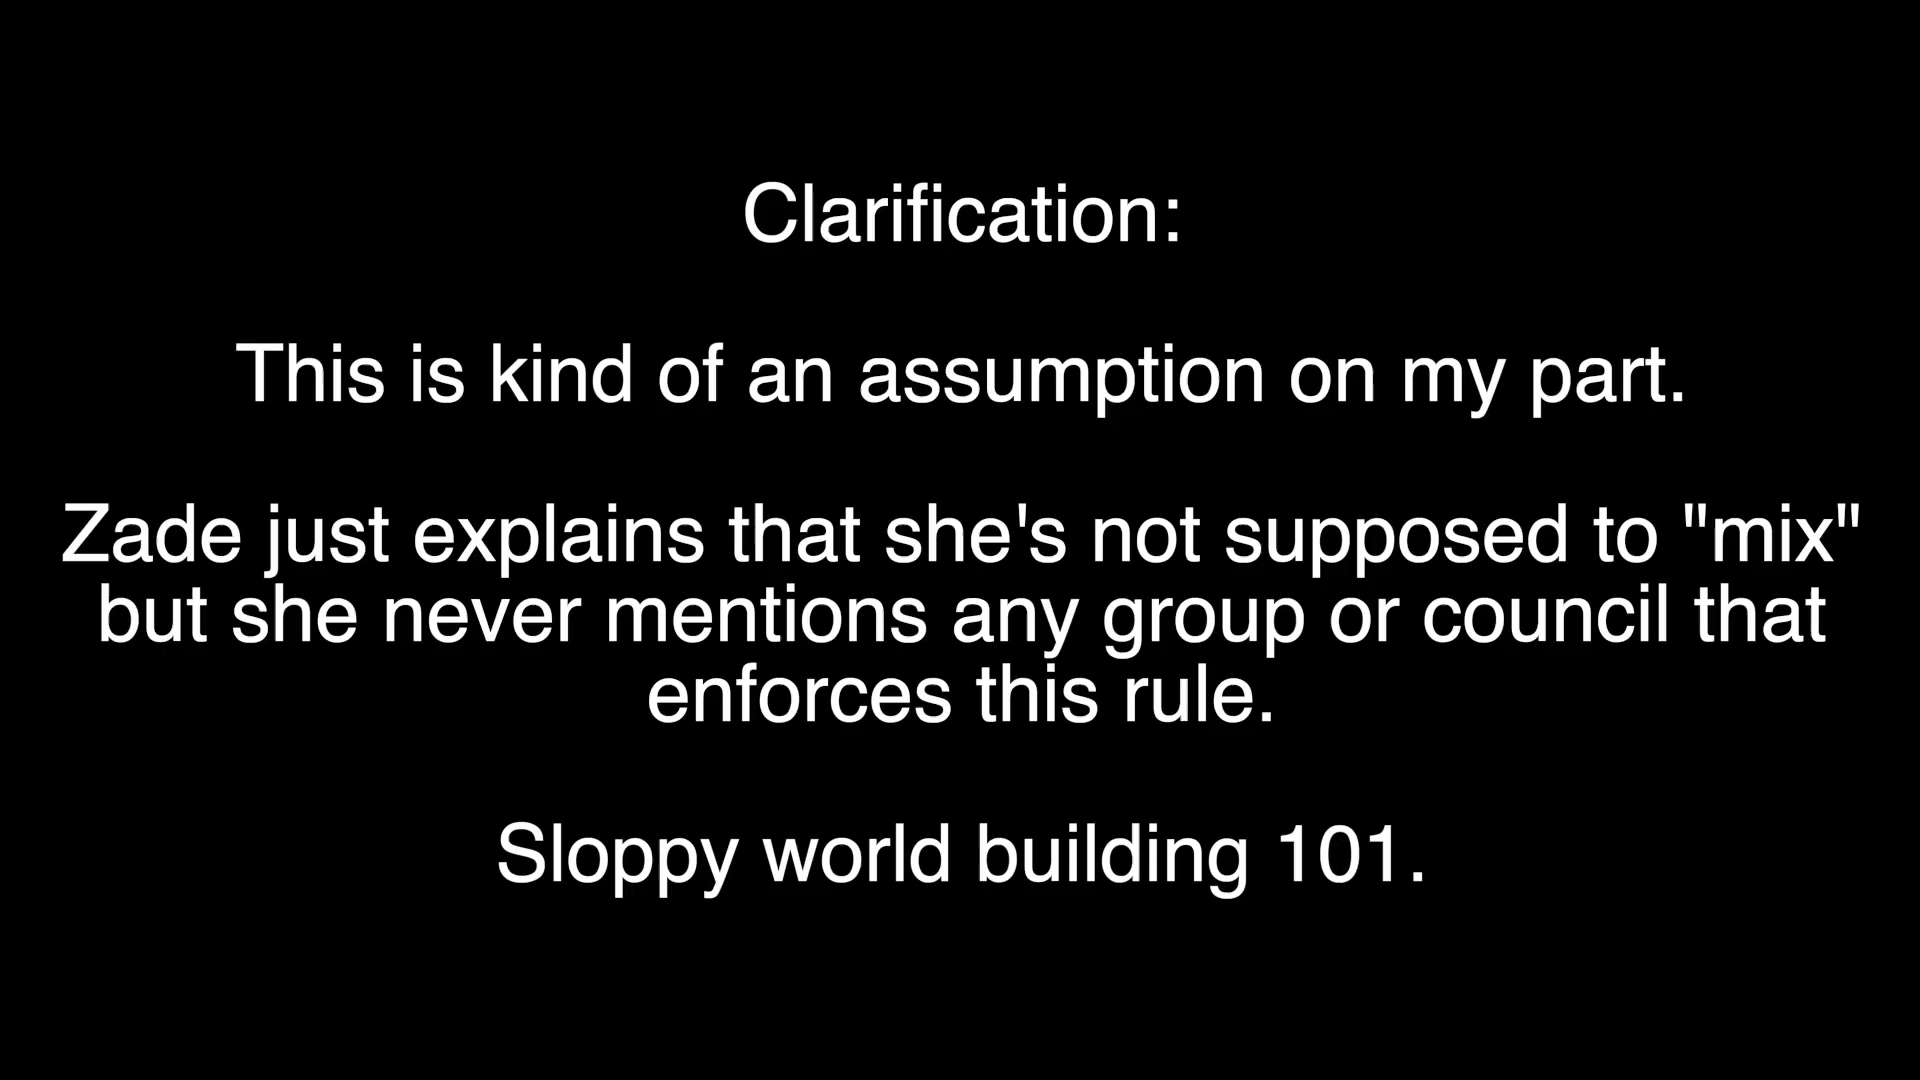 Clarification:
This is kind of an assumption on my part.
Zade just explains that she's not supposed to "mix"
but she never mentions any group or council that
enforces this rule.
Sloppy world building 101.